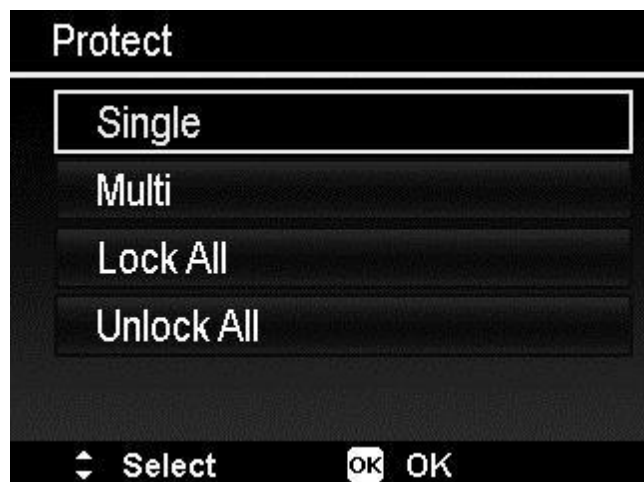 Protect
Single
Multi
Lock All
Unlock All
Select OK OK